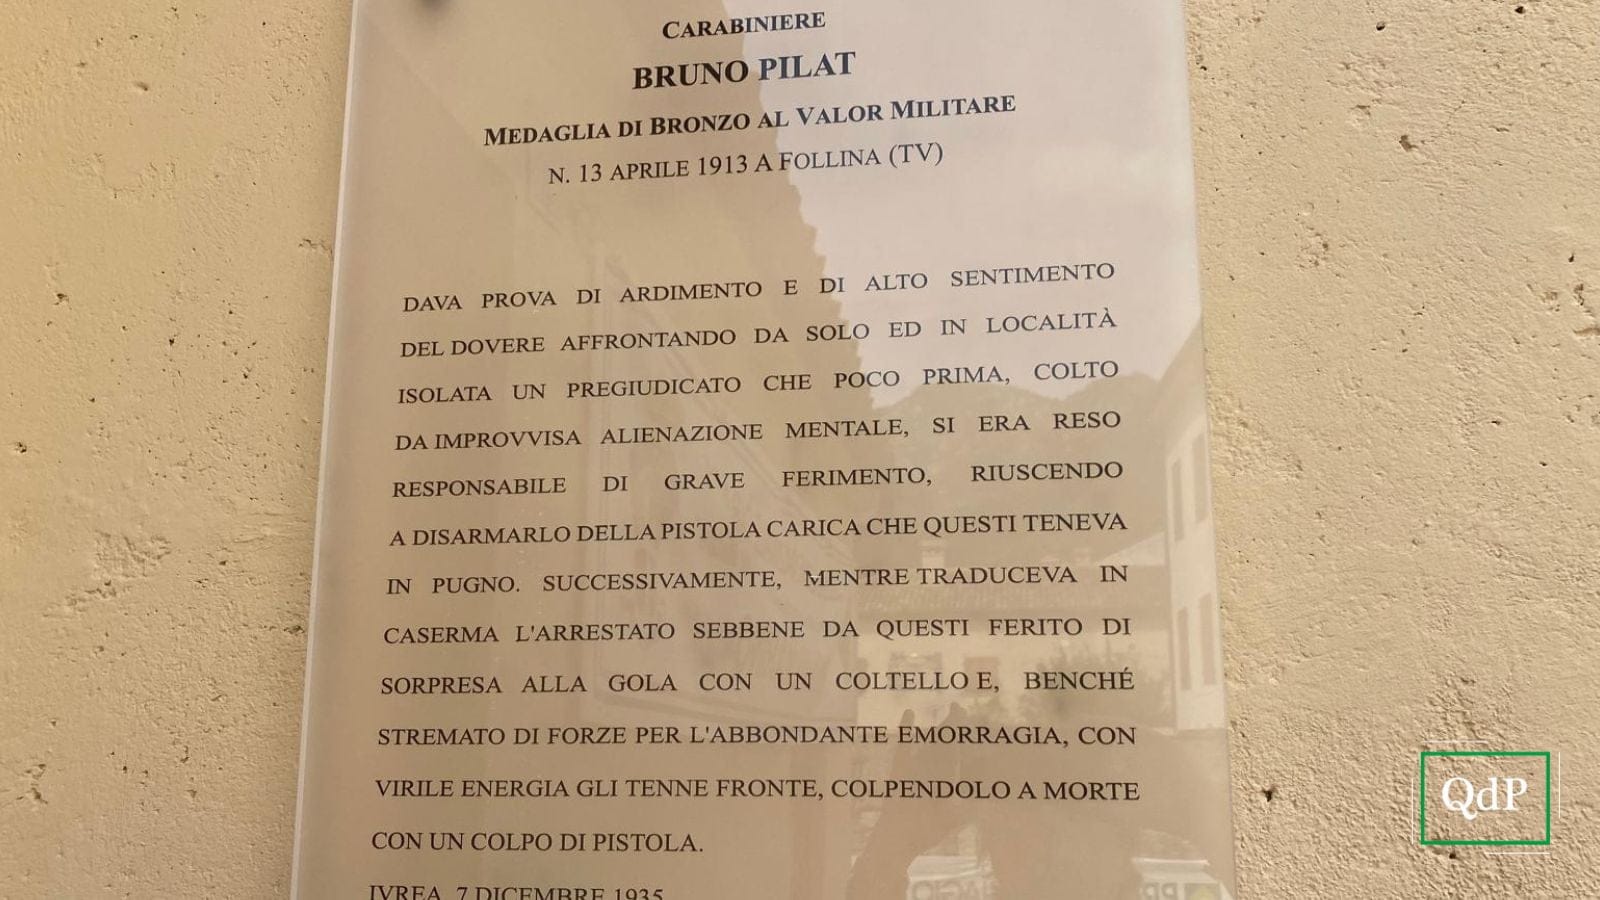 CARABINIERE
BRUNO PILAT
MEDAGLIA DI BRONZO AL VALOR MILITARE
N. 13 APRILE 1913 A FOLLINA (TV)
DAVA PROVA DI ARDIMENTO E DI ALTO SENTIMENTO
DEL DOVERE AFFRONTANDO DA SOLO ED IN LOCALITÀ
ISOLATA UN PREGIUDICATO CHE POCO PRIMA, COLTO
DA IMPROVVISA ALIENAZIONE MENTALE, SI ERA RESO
RESPONSABILE DI GRAVE FERIMENTO, RIUSCENDO
A DISARMARLO DELLA PISTOLA CARICA CHE QUESTI TENEVA
IN PUGNO. SUCCESSIVAMENTE, MENTRE TRADUCEVA IN
CASERMA L'ARRESTATO SEBBENE DA QUESTI FERITO DI
SORPRESA ALLA GOLA CON UN COLTELLO E, BENCHÉ
STREMATO DI FORZE PER L'ABBONDANTE EMORRAGIA, CON
VIRILE ENERGIA GLI TENNE FRONTE, COLPENDOLO A MORTE
CON UN COLPO DI PISTOLA.
IVREA, 7 DICEMBRE 1935
QdP